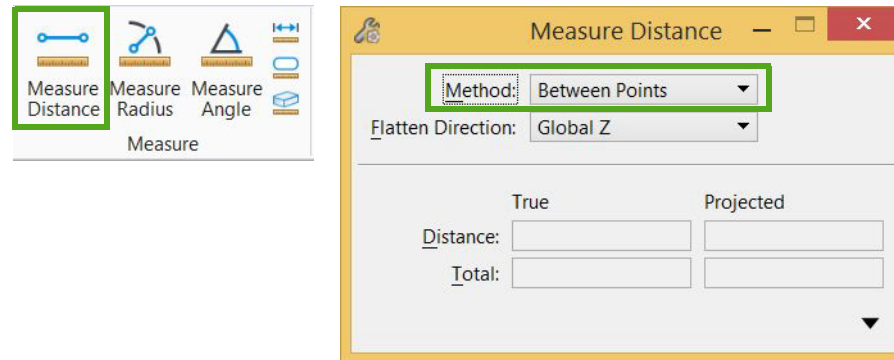 Measure Distance
Measure Radius
Measure Angle
Measure
Measure Distance
Method: Between Points
Flatten Direction: Global Z
True Projected
Distance:
Total: